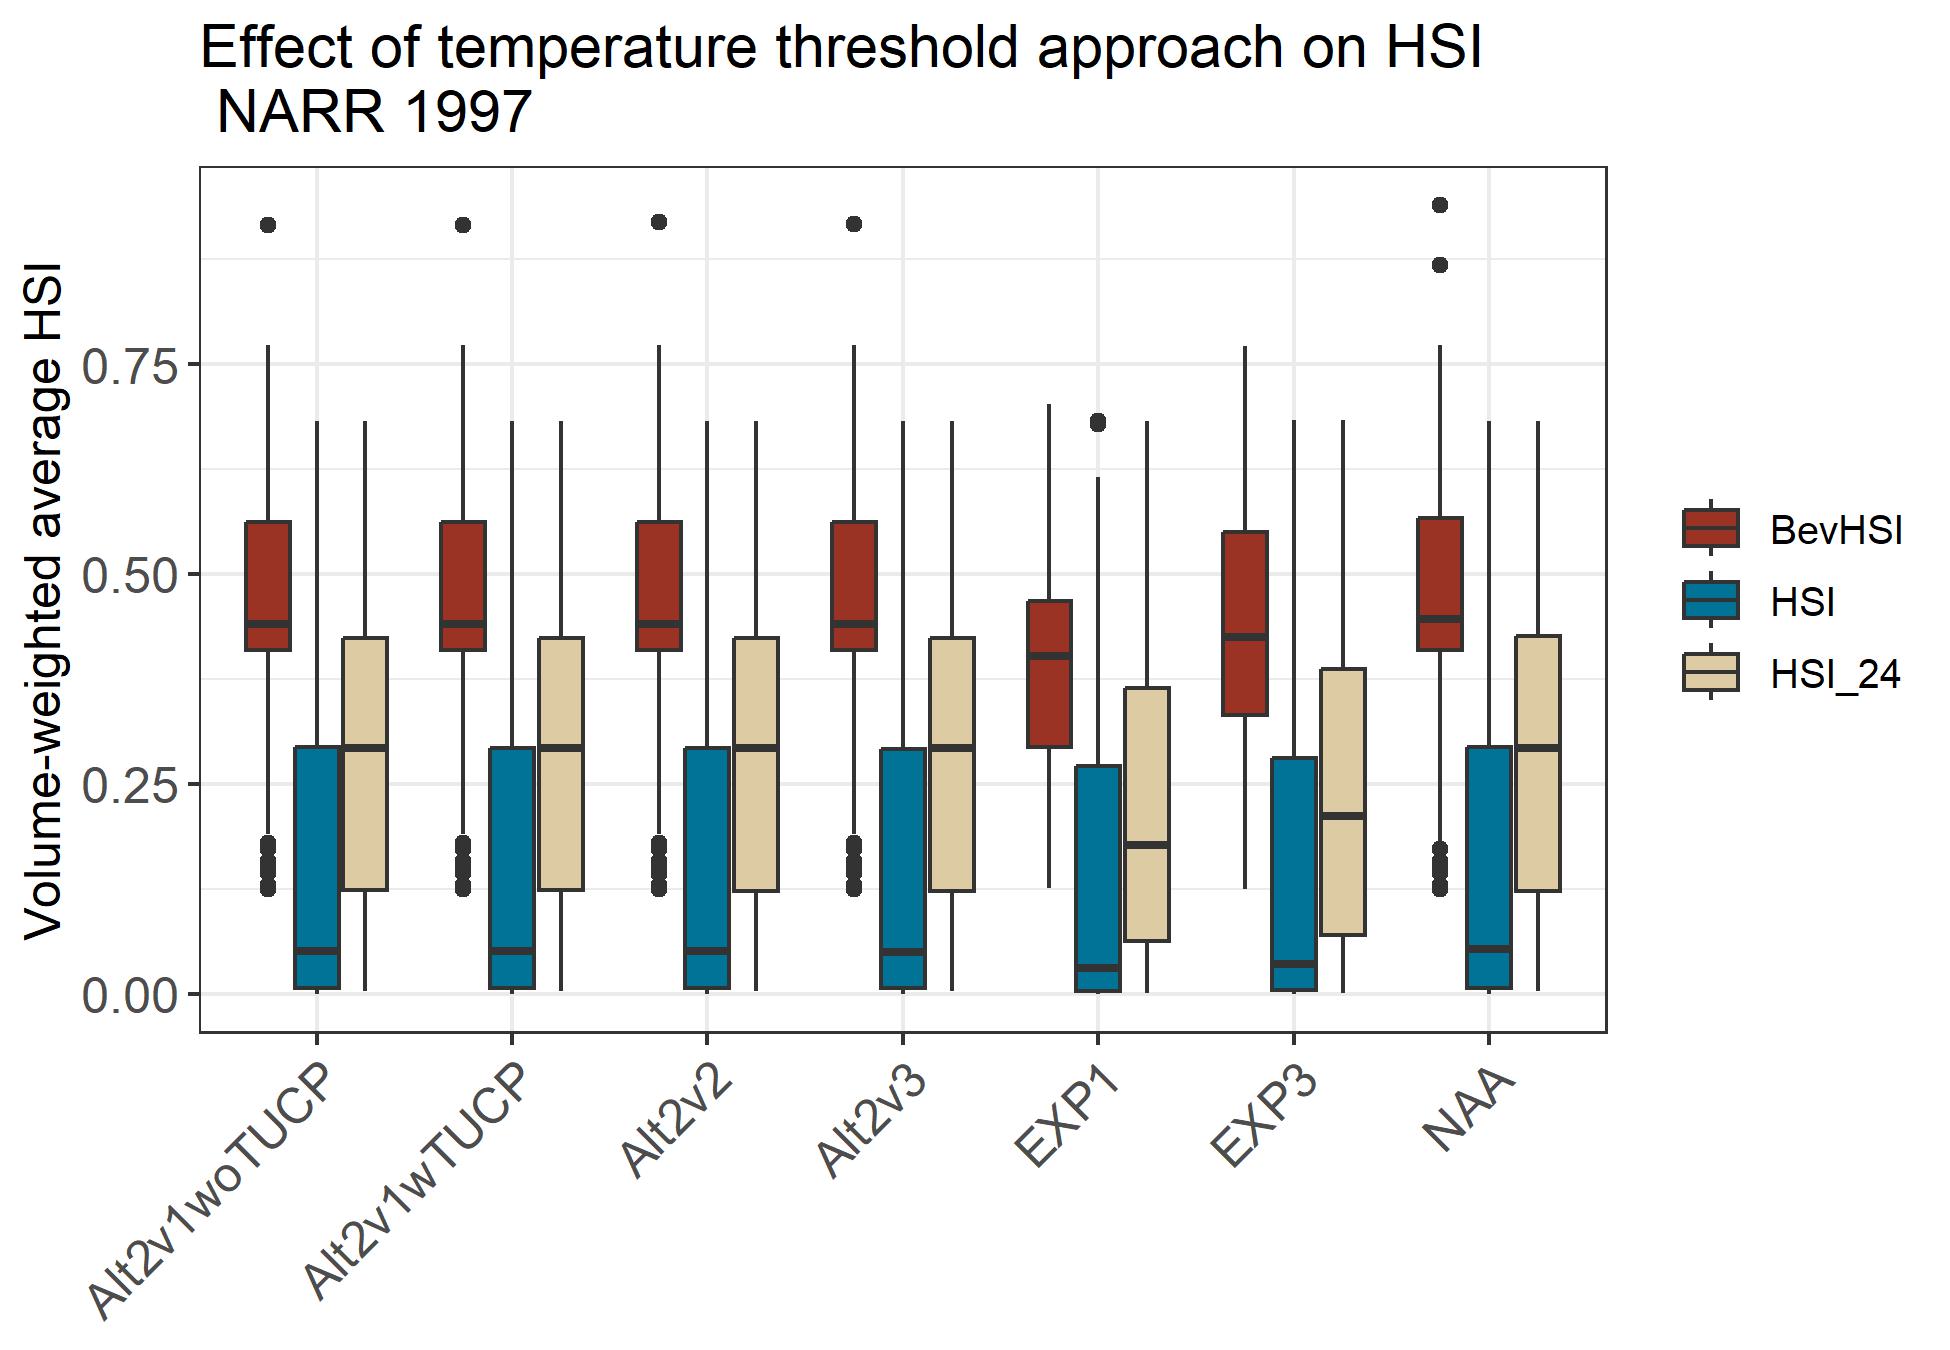 Effect of temperature threshold approach on HSI
NARR 1997
Volume-weighted average HSI
0.75
0.50
0.25
0.00
Alt2v1woTUCP
Alt2v1wTUCP
Alt2v2
Alt2v3
EXP1
EXP3
NAA
BevHSI
HSI
HSI_24